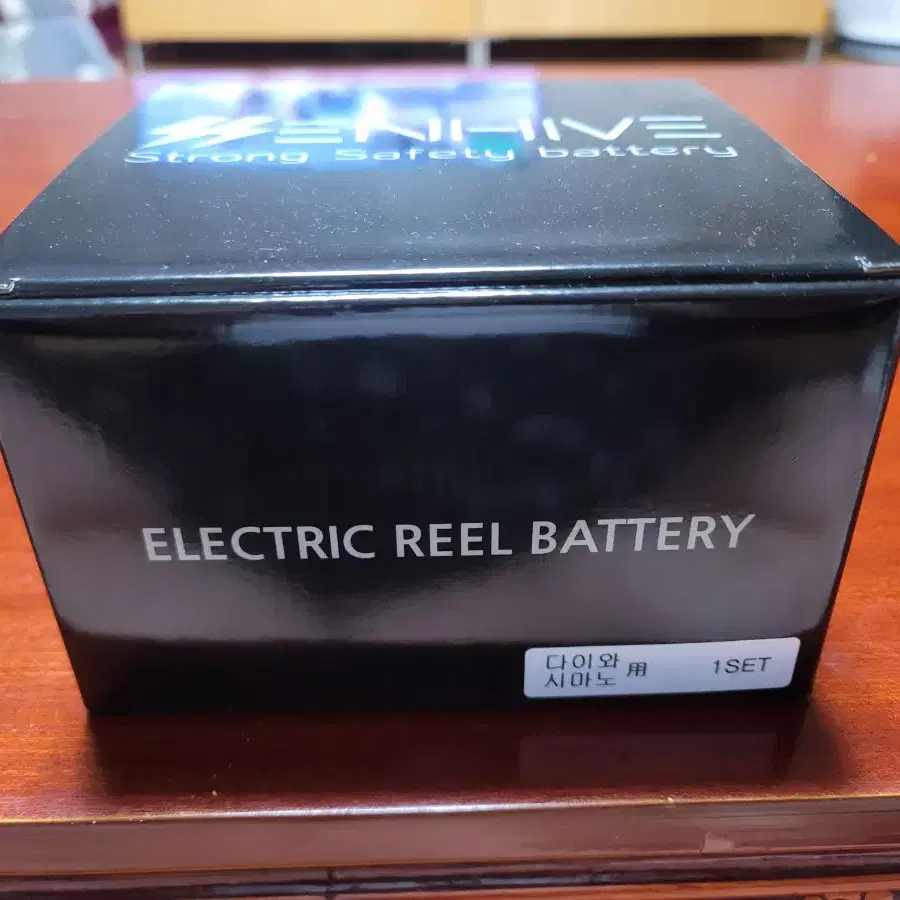 ENHIVE
Strong Safety battery
ELECTRIC REEL BATTERY
다이와
시마노 用 1SET